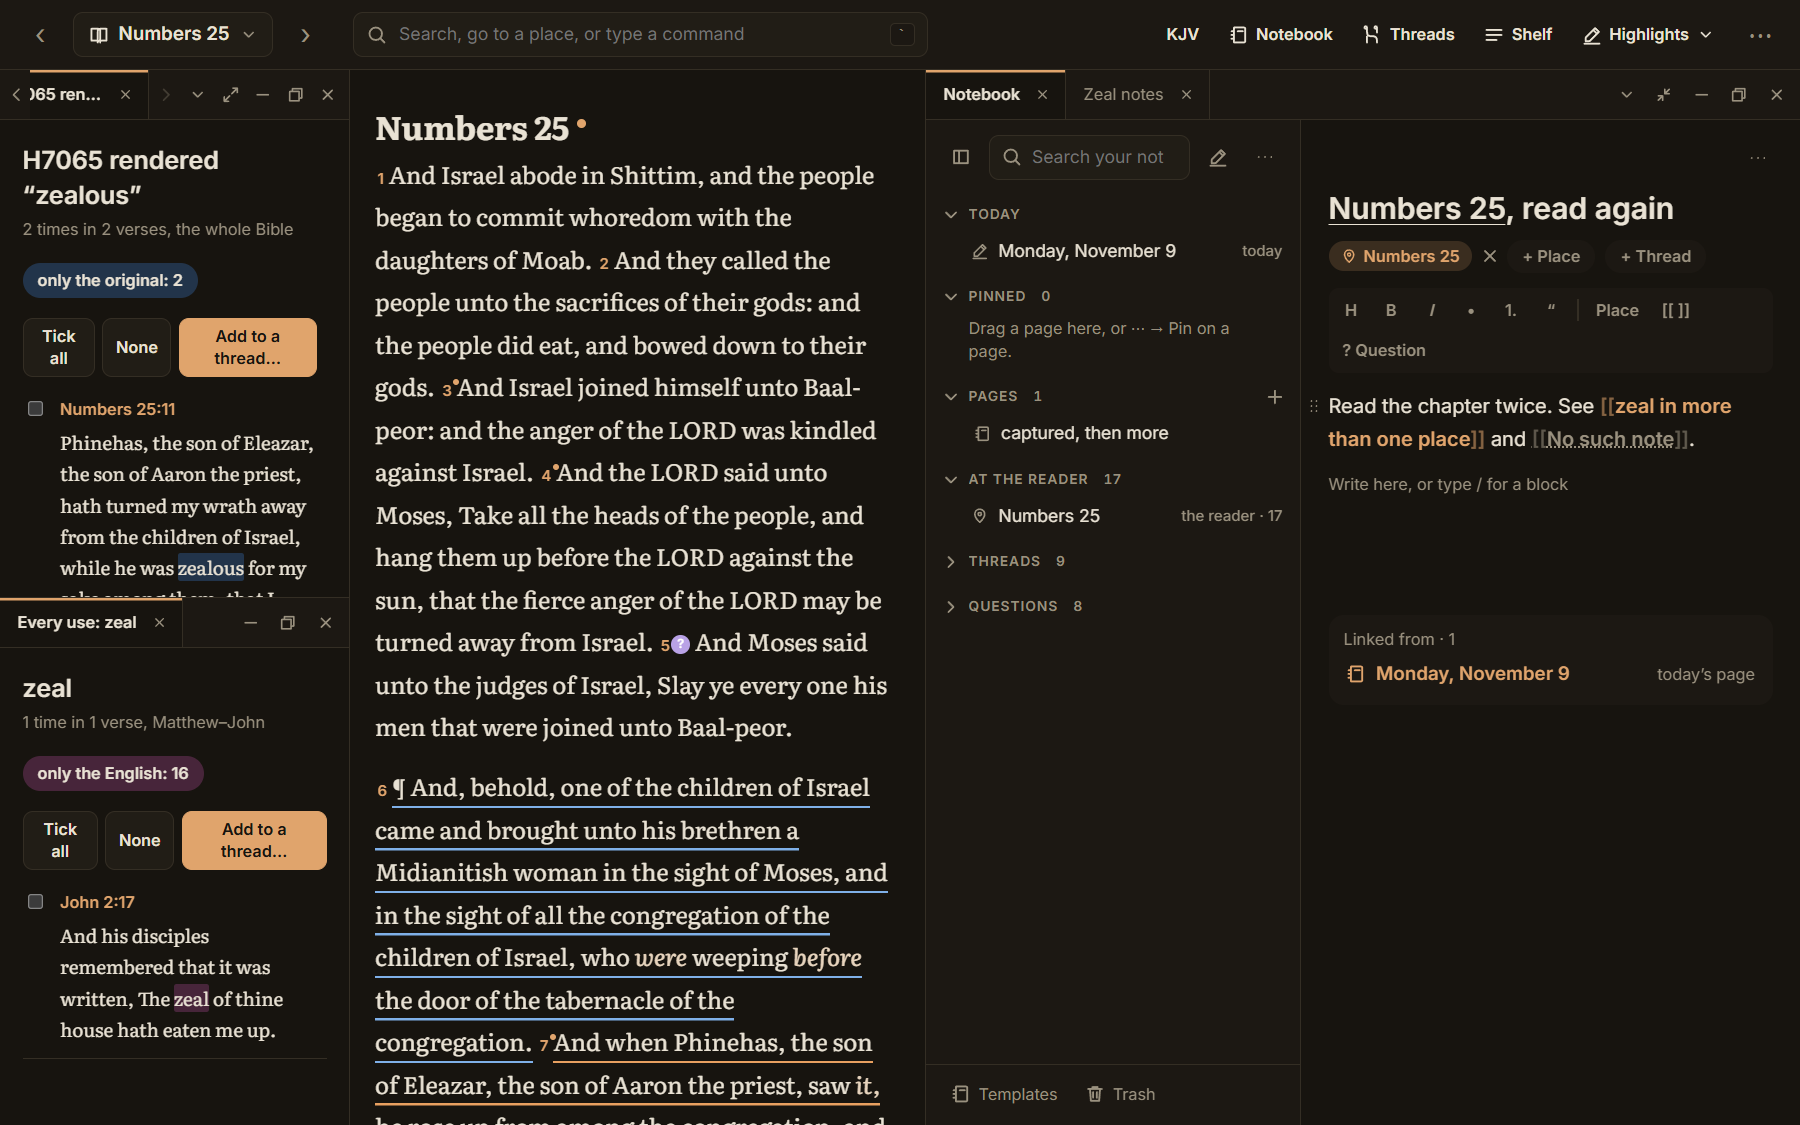 Numbers 25
Search, go to a place, or type a command
`
KJV
Notebook
Threads
Shelf
Highlights
065 ren...
H7065 rendered
“zealous”
2 times in 2 verses, the whole Bible
only the original: 2
Tick all
None
Add to a thread...
Numbers 25:11
Phinehas, the son of Eleazar,
the son of Aaron the priest,
hath turned my wrath away
from the children of Israel,
while he was zealous for my
Every use: zeal
zeal
1 time in 1 verse, Matthew–John
only the English: 16
Tick all
None
Add to a thread...
John 2:17
And his disciples
remembered that it was
written, The zeal of thine
house hath eaten me up.
Numbers 25
1 And Israel abode in Shittim, and the people
began to commit whoredom with the
daughters of Moab. 2 And they called the
people unto the sacrifices of their gods: and
the people did eat, and bowed down to their
gods. 3 And Israel joined himself unto Baal-
peor: and the anger of the LORD was kindled
against Israel. 4 And the LORD said unto
Moses, Take all the heads of the people, and
hang them up before the LORD against the
sun, that the fierce anger of the LORD may be
turned away from Israel. 5 ? And Moses said
unto the judges of Israel, Slay ye every one his
men that were joined unto Baal-peor.
6 ¶ And, behold, one of the children of Israel
came and brought unto his brethren a
Midianitish woman in the sight of Moses, and
in the sight of all the congregation of the
children of Israel, who were weeping before
the door of the tabernacle of the
congregation. 7 And when Phinehas, the son
of Eleazar, the son of Aaron the priest, saw it,
he rose up from among the congregation, and
Notebook
Zeal notes
Search your not
TODAY
Monday, November 9 today
PINNED 0
Drag a page here, or ··· → Pin on a
page.
PAGES 1
captured, then more
AT THE READER 17
Numbers 25 the reader · 17
THREADS 9
QUESTIONS 8
Templates
Trash
Numbers 25, read again
Numbers 25
+ Place
+ Thread
H B I • 1. “ Place [[ ]]
? Question
Read the chapter twice. See [[zeal in more
than one place]] and [[No such note]].
Write here, or type / for a block
Linked from · 1
Monday, November 9 today’s page